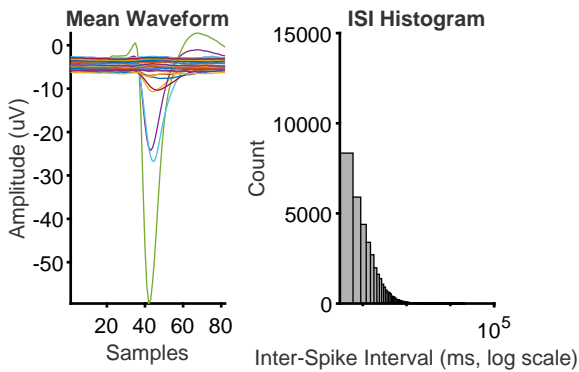 Mean Waveform
0
-10
-20
-30
-40
-50
Amplitude (uV)
20 40 60 80
Samples
ISI Histogram
15000
10000
5000
0
Count
10^5
Inter-Spike Interval (ms, log scale)